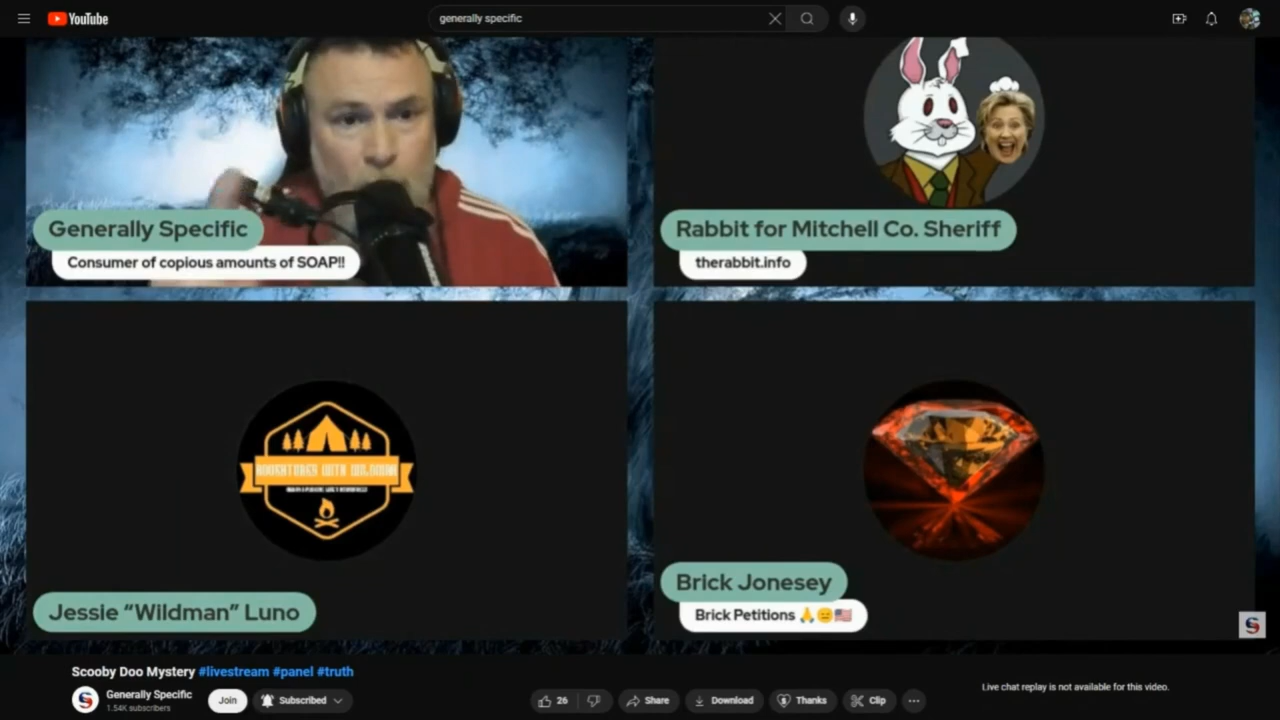 YouTube
generally specific
Generally Specific
Consumer of copious amounts of SOAP!!
Rabbit for Mitchell Co. Sheriff
therabbit.info
Jessie “Wildman” Luno
Brick Jonesey
Brick Petitions 🙏😑🇺🇸
Scooby Doo Mystery #livestream #panel #truth
Generally Specific
1.54K subscribers
Join
Subscribed
26
Share
Download
Thanks
Clip
Live chat replay is not available for this video.